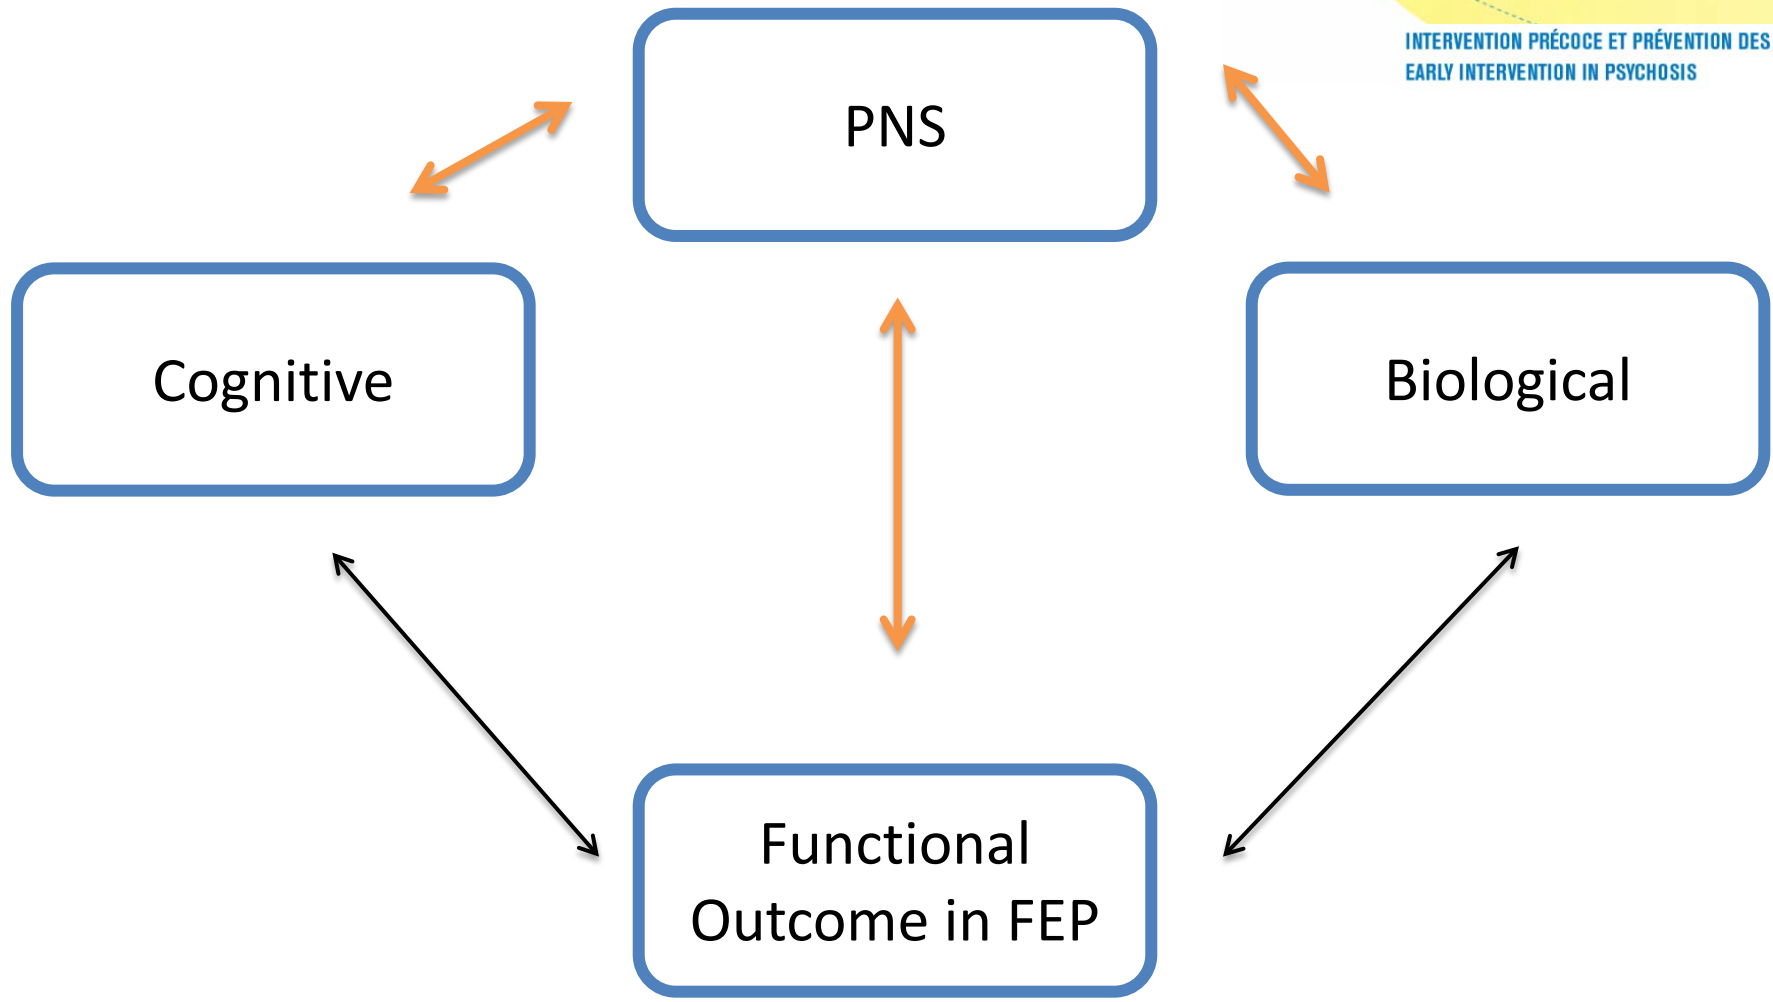 INTERVENTION PRÉCOCE ET PRÉVENTION DES
EARLY INTERVENTION IN PSYCHOSIS
PNS
Cognitive
Biological
Functional
Outcome in FEP